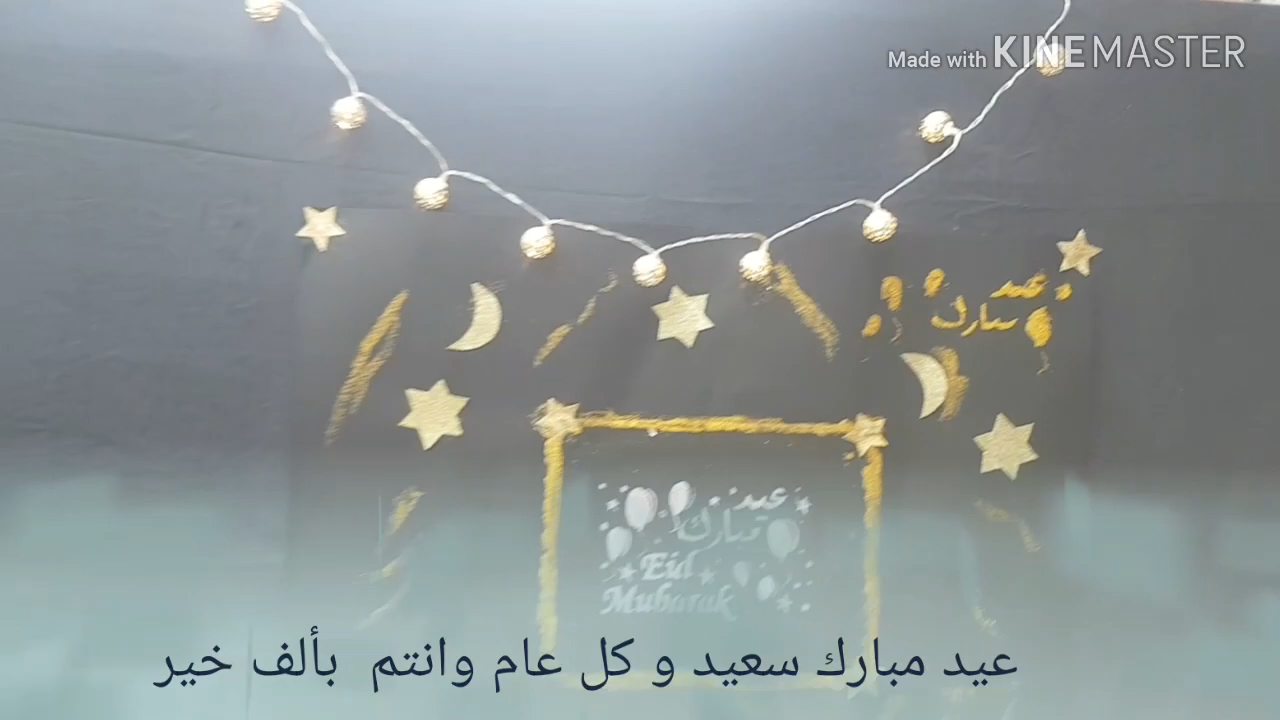 Made with KINEMASTER
عيد
مبارك
عيد
مبارك
Eid
Mubarak
عيد مبارك سعيد و كل عام وانتم بألف خير